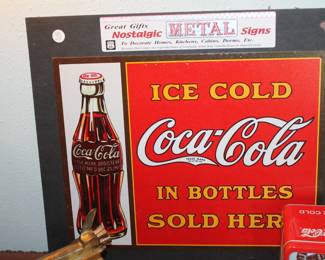 Great Gifts
Nostalgic METAL Signs
To Decorate Homes, Kitchens, Cabins, Dorms, Etc.
ICE COLD
Coca-Cola
IN BOTTLES
SOLD HER
Coca-Cola